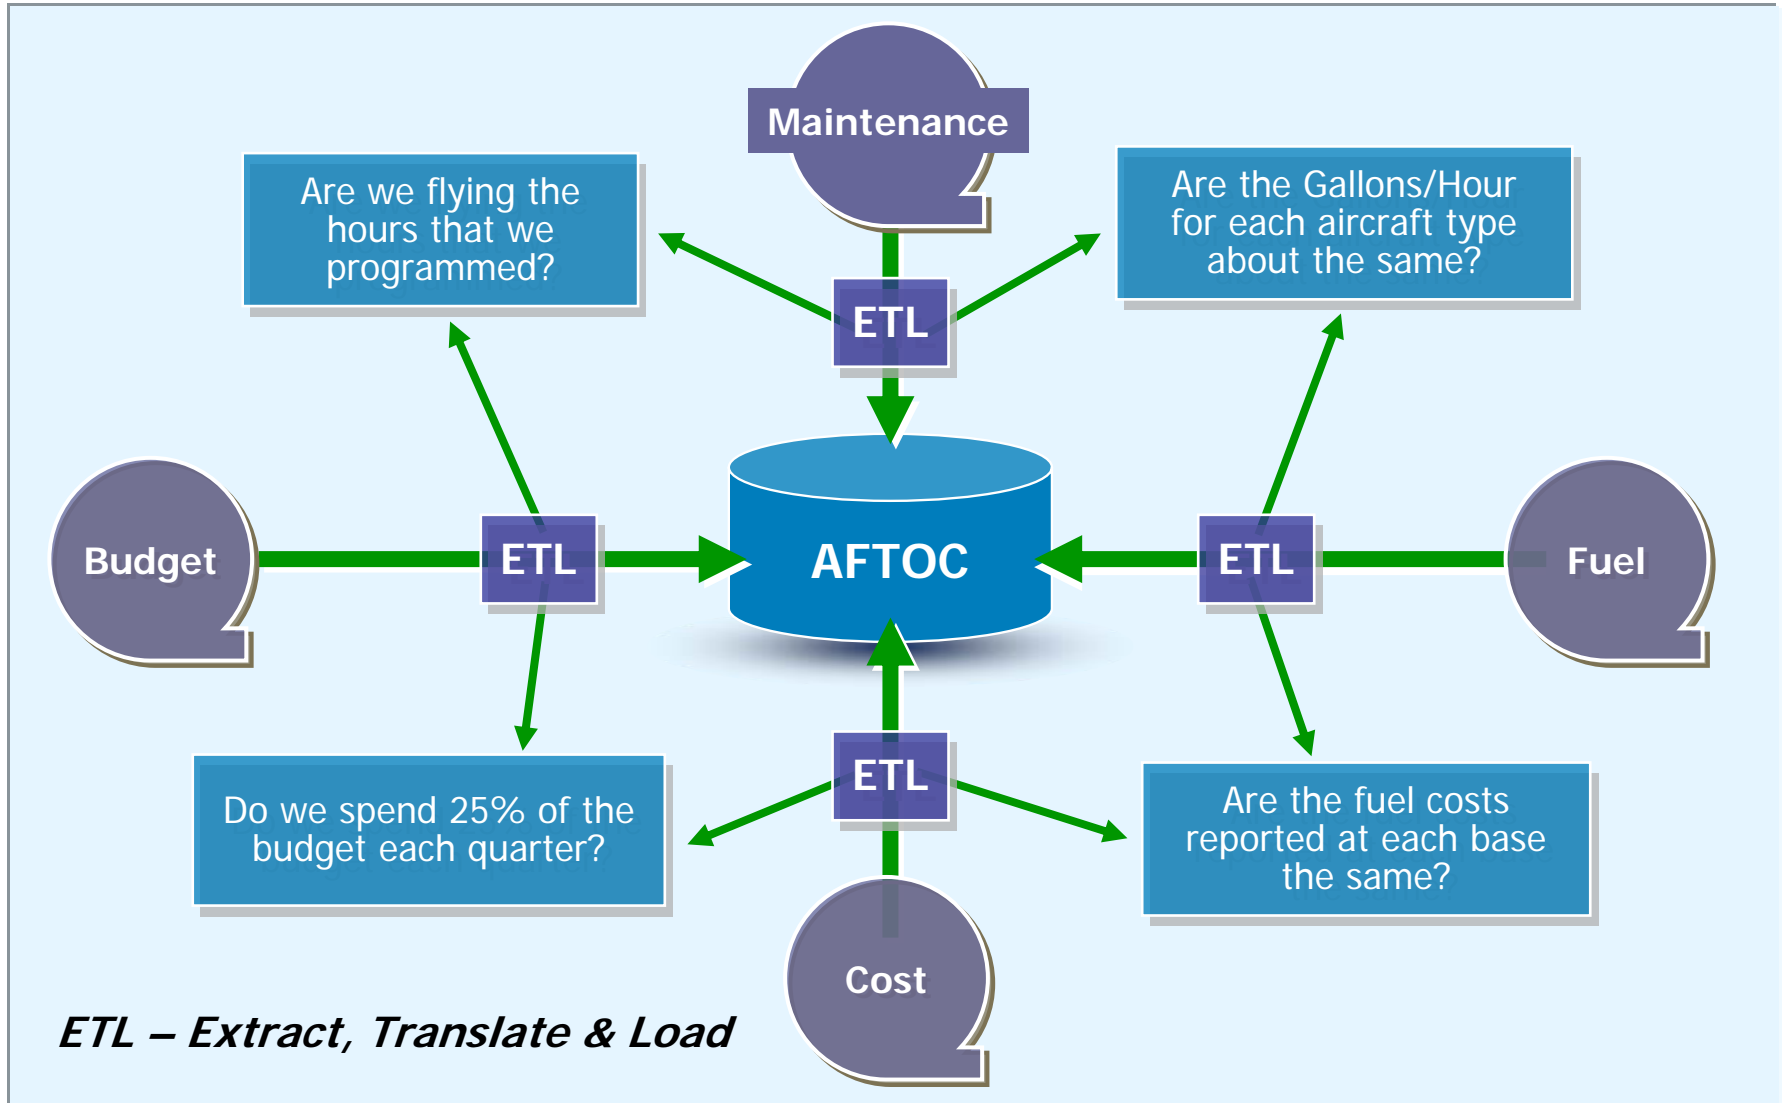 Maintenance
Are we flying the
hours that we
programmed?
Are the Gallons/Hour
for each aircraft type
about the same?
ETL
Budget
ETL
AFTOC
ETL
Fuel
ETL
Do we spend 25% of the
budget each quarter?
Are the fuel costs
reported at each base
the same?
Cost
ETL – Extract, Translate & Load